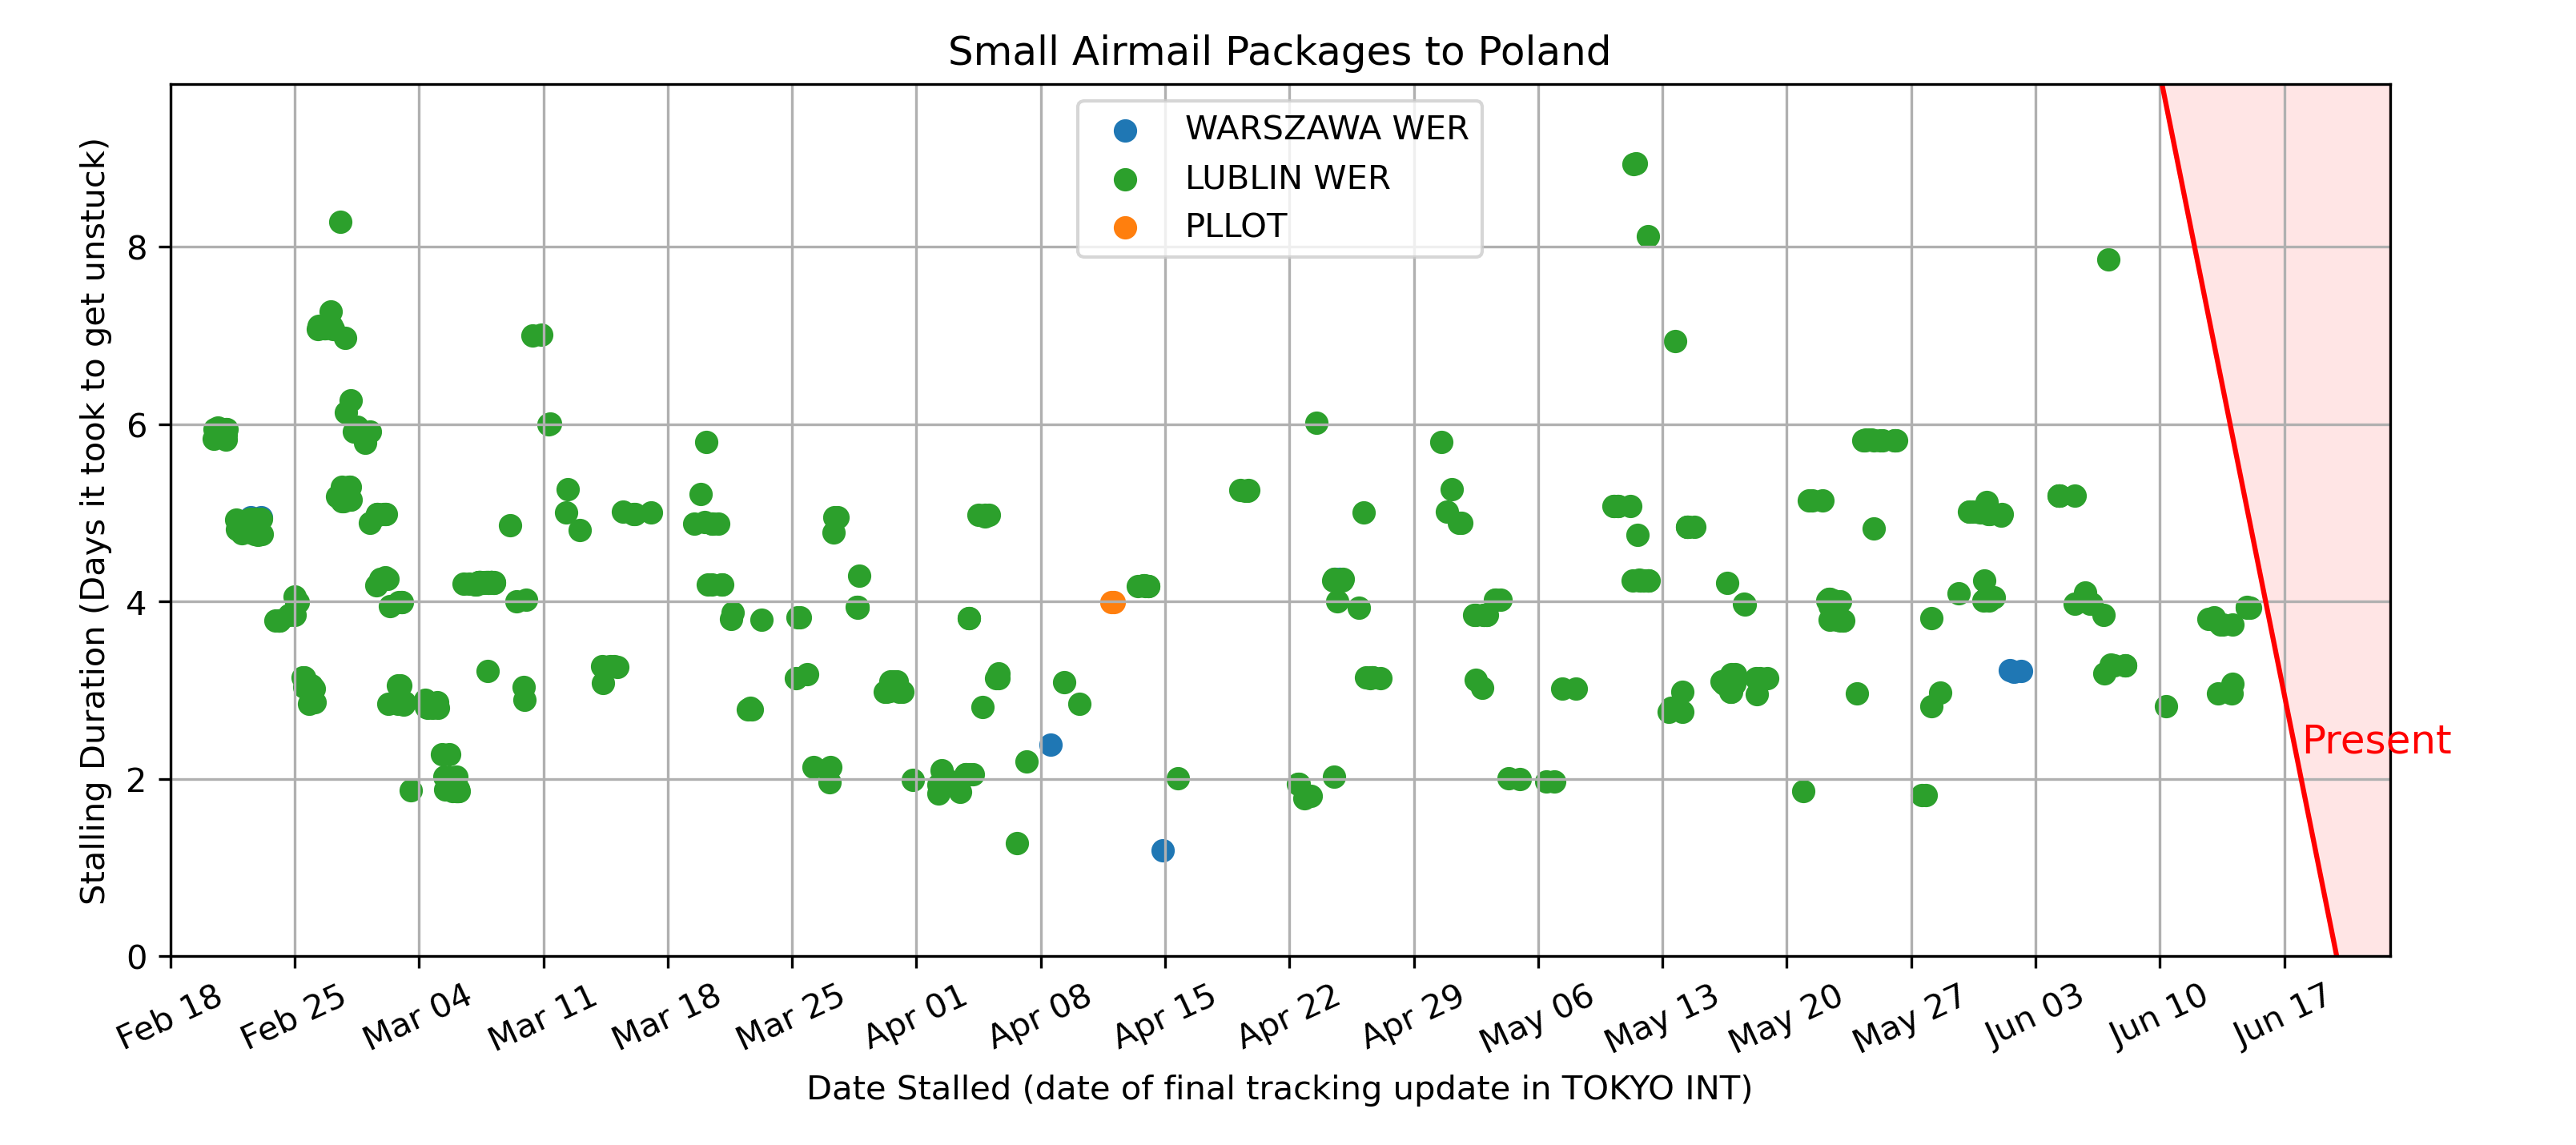 Small Airmail Packages to Poland
WARSZAWA WER
LUBLIN WER
PLLOT
Stalling Duration (Days it took to get unstuck)
8
6
4
2
0
Present
Feb 18
Feb 25
Mar 04
Mar 11
Mar 18
Mar 25
Apr 01
Apr 08
Apr 15
Apr 22
Apr 29
May 06
May 13
May 20
May 27
Jun 03
Jun 10
Jun 17
Date Stalled (date of final tracking update in TOKYO INT)